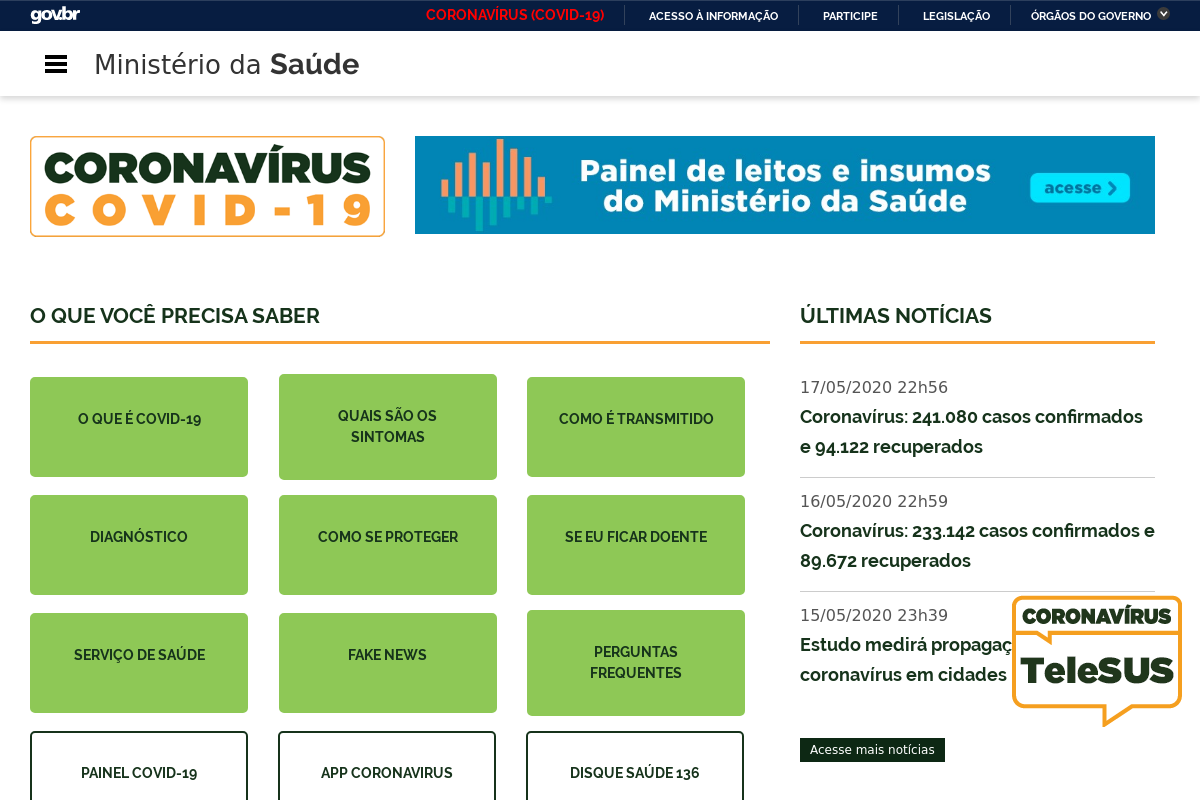 gov.br
CORONAVÍRUS (COVID-19)
ACESSO À INFORMAÇÃO
PARTICIPE
LEGISLAÇÃO
ÓRGÃOS DO GOVERNO
Ministério da Saúde
CORONAVÍRUS
COVID-19
Painel de leitos e insumos
do Ministério da Saúde
acesse
O QUE VOCÊ PRECISA SABER
O QUE É COVID-19
QUAIS SÃO OS
SINTOMAS
COMO É TRANSMITIDO
DIAGNÓSTICO
COMO SE PROTEGER
SE EU FICAR DOENTE
SERVIÇO DE SAÚDE
FAKE NEWS
PERGUNTAS
FREQUENTES
PAINEL COVID-19
APP CORONAVIRUS
DISQUE SAÚDE 136
ÚLTIMAS NOTÍCIAS
17/05/2020 22h56
Coronavírus: 241.080 casos confirmados
e 94.122 recuperados
16/05/2020 22h59
Coronavírus: 233.142 casos confirmados e
89.672 recuperados
15/05/2020 23h39
Estudo medirá
coronavírus em cidades
CORONAVÍRUS
TeleSUS
Acesse mais notícias